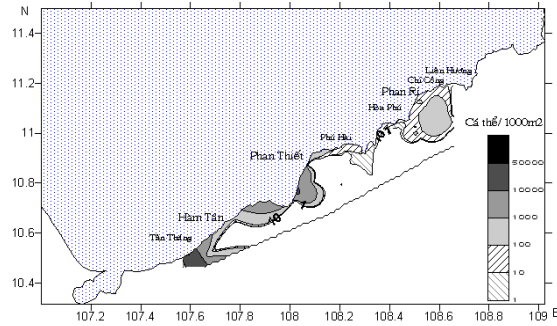 N
11.4
11.2
11
10.8
10.6
10.4
107.2 107.4 107.6 107.8 108 108.2 108.4 108.6 108.8 109 E
Liên Hương
Chí Công
Phan Rí
Hòa Phú
Phú Hài
Phan Thiết
Hàm Tân
Tân Thắng
10
Cá thể/ 1000m2
50000
10000
1000
100
10
1